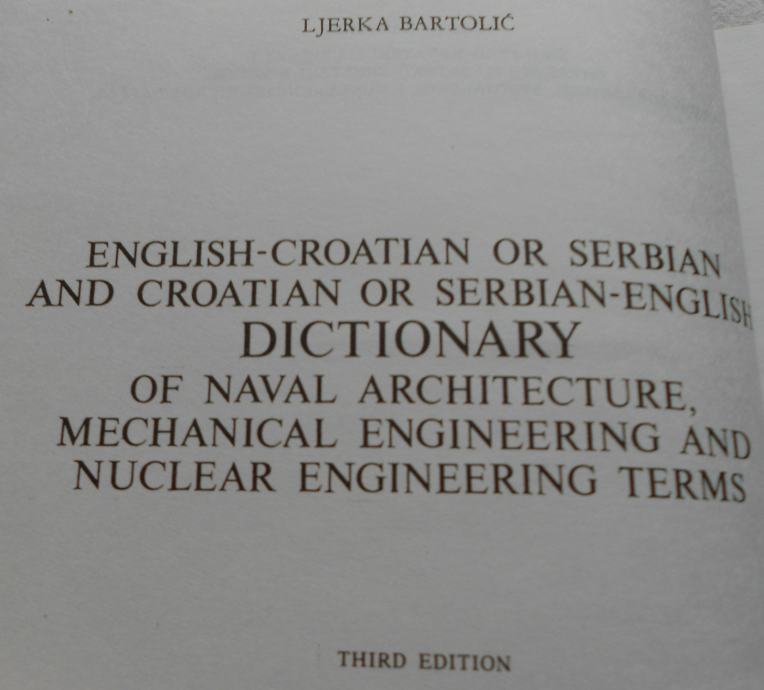 LJERKA BARTOLIĆ
ENGLISH-CROATIAN OR SERBIAN
AND CROATIAN OR SERBIAN-ENGLISH
DICTIONARY
OF NAVAL ARCHITECTURE,
MECHANICAL ENGINEERING AND
NUCLEAR ENGINEERING TERMS
THIRD EDITION